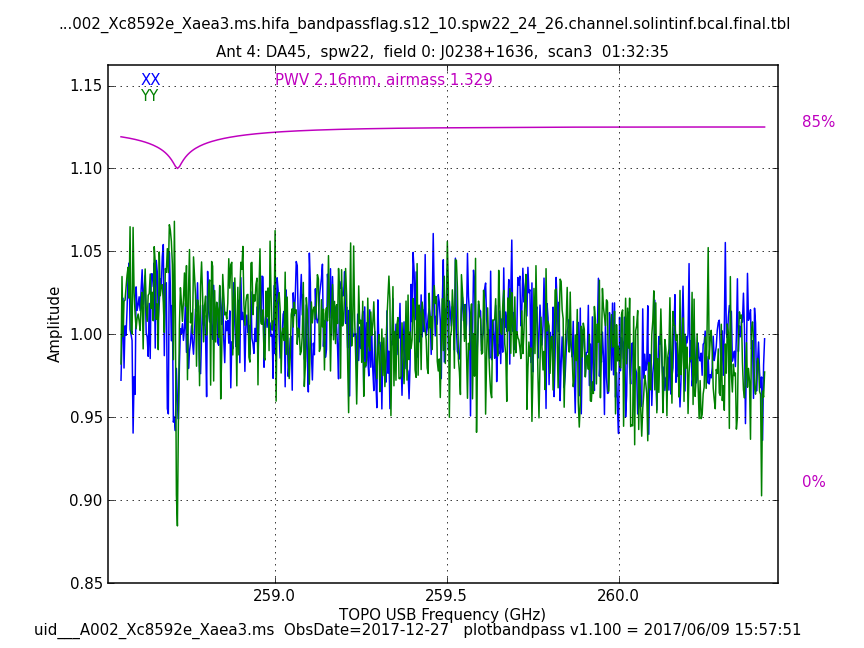 ...002_Xc8592e_Xaea3.ms.hifa_bandpassflag.s12_10.spw22_24_26.channel.solintinf.bcal.final.tbl
Ant 4: DA45,  spw22,  field 0: J0238+1636,  scan3  01:32:35
XX
PWV 2.16mm, airmass 1.329
YY
85%
0%
1.15
1.10
1.05
1.00
0.95
0.90
0.85
Amplitude
259.0
259.5
260.0
TOPO USB Frequency (GHz)
uid___A002_Xc8592e_Xaea3.ms  ObsDate=2017-12-27   plotbandpass v1.100 = 2017/06/09 15:57:51